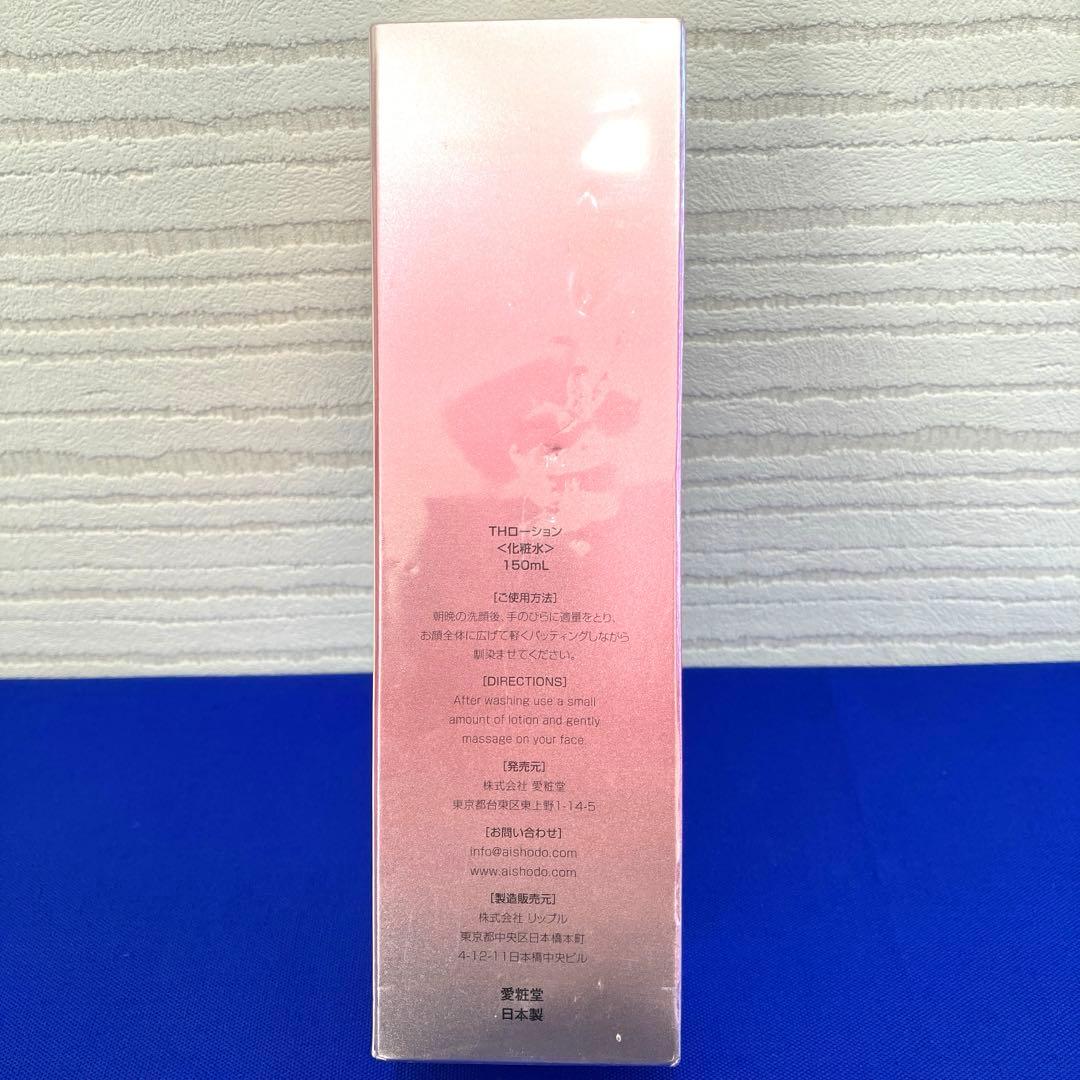 THローション
<化粧水>
150mL
[ご使用方法]
朝晩の洗顔後、手のひらに適量をとり、
お顔全体に広げて軽くパッティングしながら
馴染ませてください。
[DIRECTIONS]
After washing use a small
amount of lotion and gently
massage on your face.
[発売元]
株式会社 愛粧堂
東京都台東区東上野1-14-5
[お問い合わせ]
info@aishodo.com
www.aishodo.com
[製造販売元]
株式会社 リップル
東京都中央区日本橋本町
4-12-11日本橋中央ビル
愛粧堂
日本製